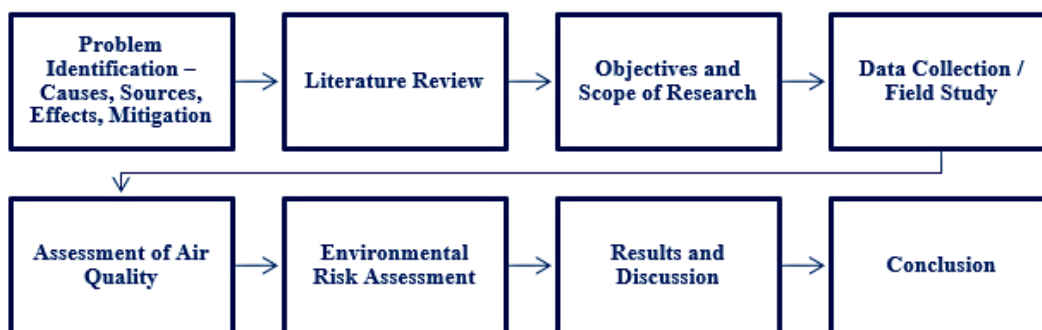 Problem
Identification –
Causes, Sources,
Effects, Mitigation
Literature Review
Objectives and
Scope of Research
Data Collection /
Field Study
Assessment of Air
Quality
Environmental
Risk Assessment
Results and
Discussion
Conclusion